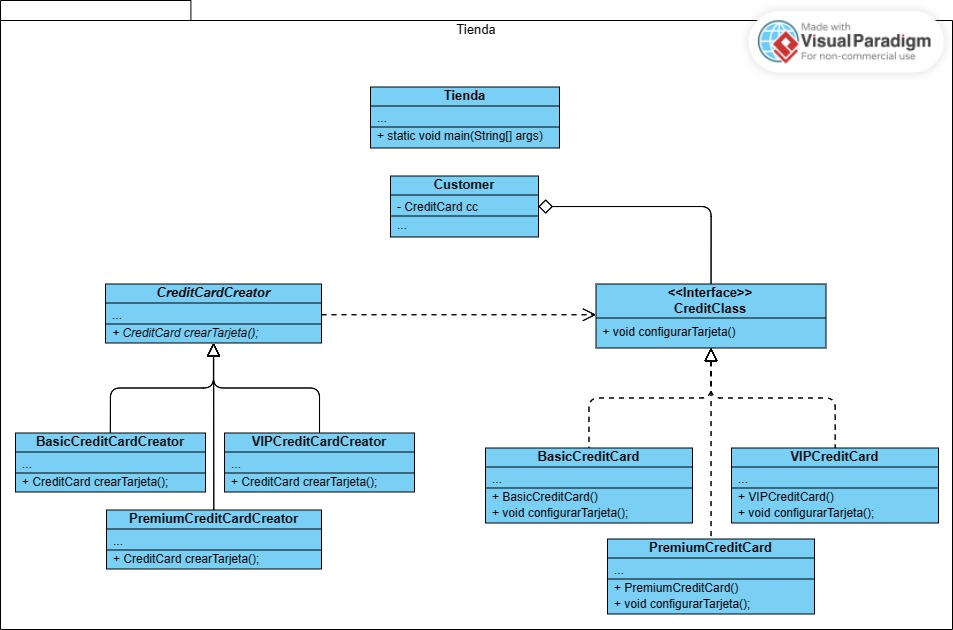 Tienda
Made with
VisualParadigm
For non-commercial use
Tienda
...
+ static void main(String[] args)
Customer
- CreditCard cc
...
CreditCardCreator
...
+ CreditCard crearTarjeta();
<<Interface>>
CreditClass
+ void configurarTarjeta()
BasicCreditCardCreator
...
+ CreditCard crearTarjeta();
VIPCreditCardCreator
...
+ CreditCard crearTarjeta();
PremiumCreditCardCreator
...
+ CreditCard crearTarjeta();
BasicCreditCard
...
+ BasicCreditCard()
+ void configurarTarjeta();
VIPCreditCard
...
+ VIPCreditCard()
+ void configurarTarjeta();
PremiumCreditCard
...
+ PremiumCreditCard()
+ void configurarTarjeta();